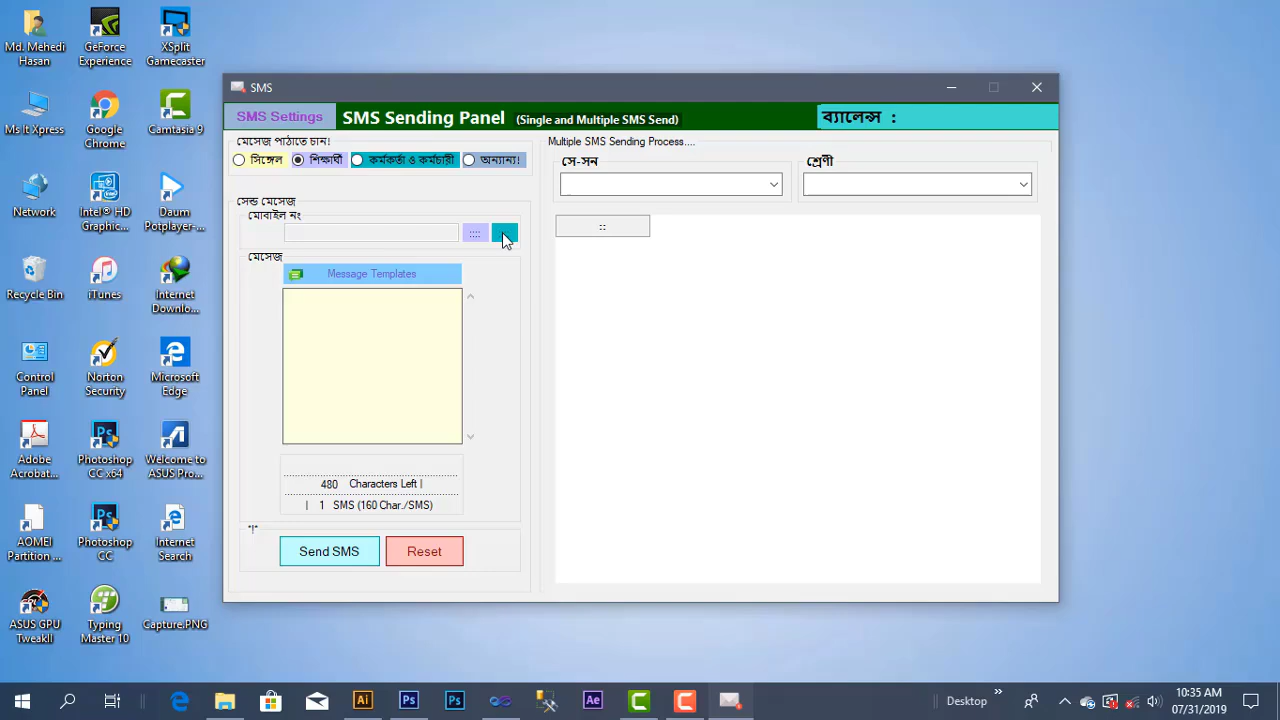 Md. Mehedi
Hasan
GeForce
Experience
XSplit
Gamecaster
Ms It Xpress
Google
Chrome
Camtasia 9
Network
Intel® HD
Graphic...
Daum
Potplayer-...
Recycle Bin
iTunes
Internet
Downlo...
Control
Panel
Norton
Security
Microsoft
Edge
Adobe
Acrobat...
Photoshop
CC x64
Welcome to
ASUS Pro...
AOMEI
Partition ...
Photoshop
CC
Internet
Search
ASUS GPU
TweakII
Typing
Master 10
Capture.PNG
SMS
SMS Settings
SMS Sending Panel (Single and Multiple SMS Send)
ব্যালেন্স :
মেসেজ পাঠাতে চান!
সিঙ্গেল
শিক্ষার্থি
কর্মকর্তা ও কর্মচারী
অন্যান্য!
Multiple SMS Sending Process....
সে-সন
শ্রেণী
সেন্ড মেসেজ
মোবাইল নং
::::
::
মেসেজ
Message Templates
480 Characters Left |
| 1 SMS (160 Char./SMS)
*|*
Send SMS
Reset
Desktop
10:35 AM
07/31/2019